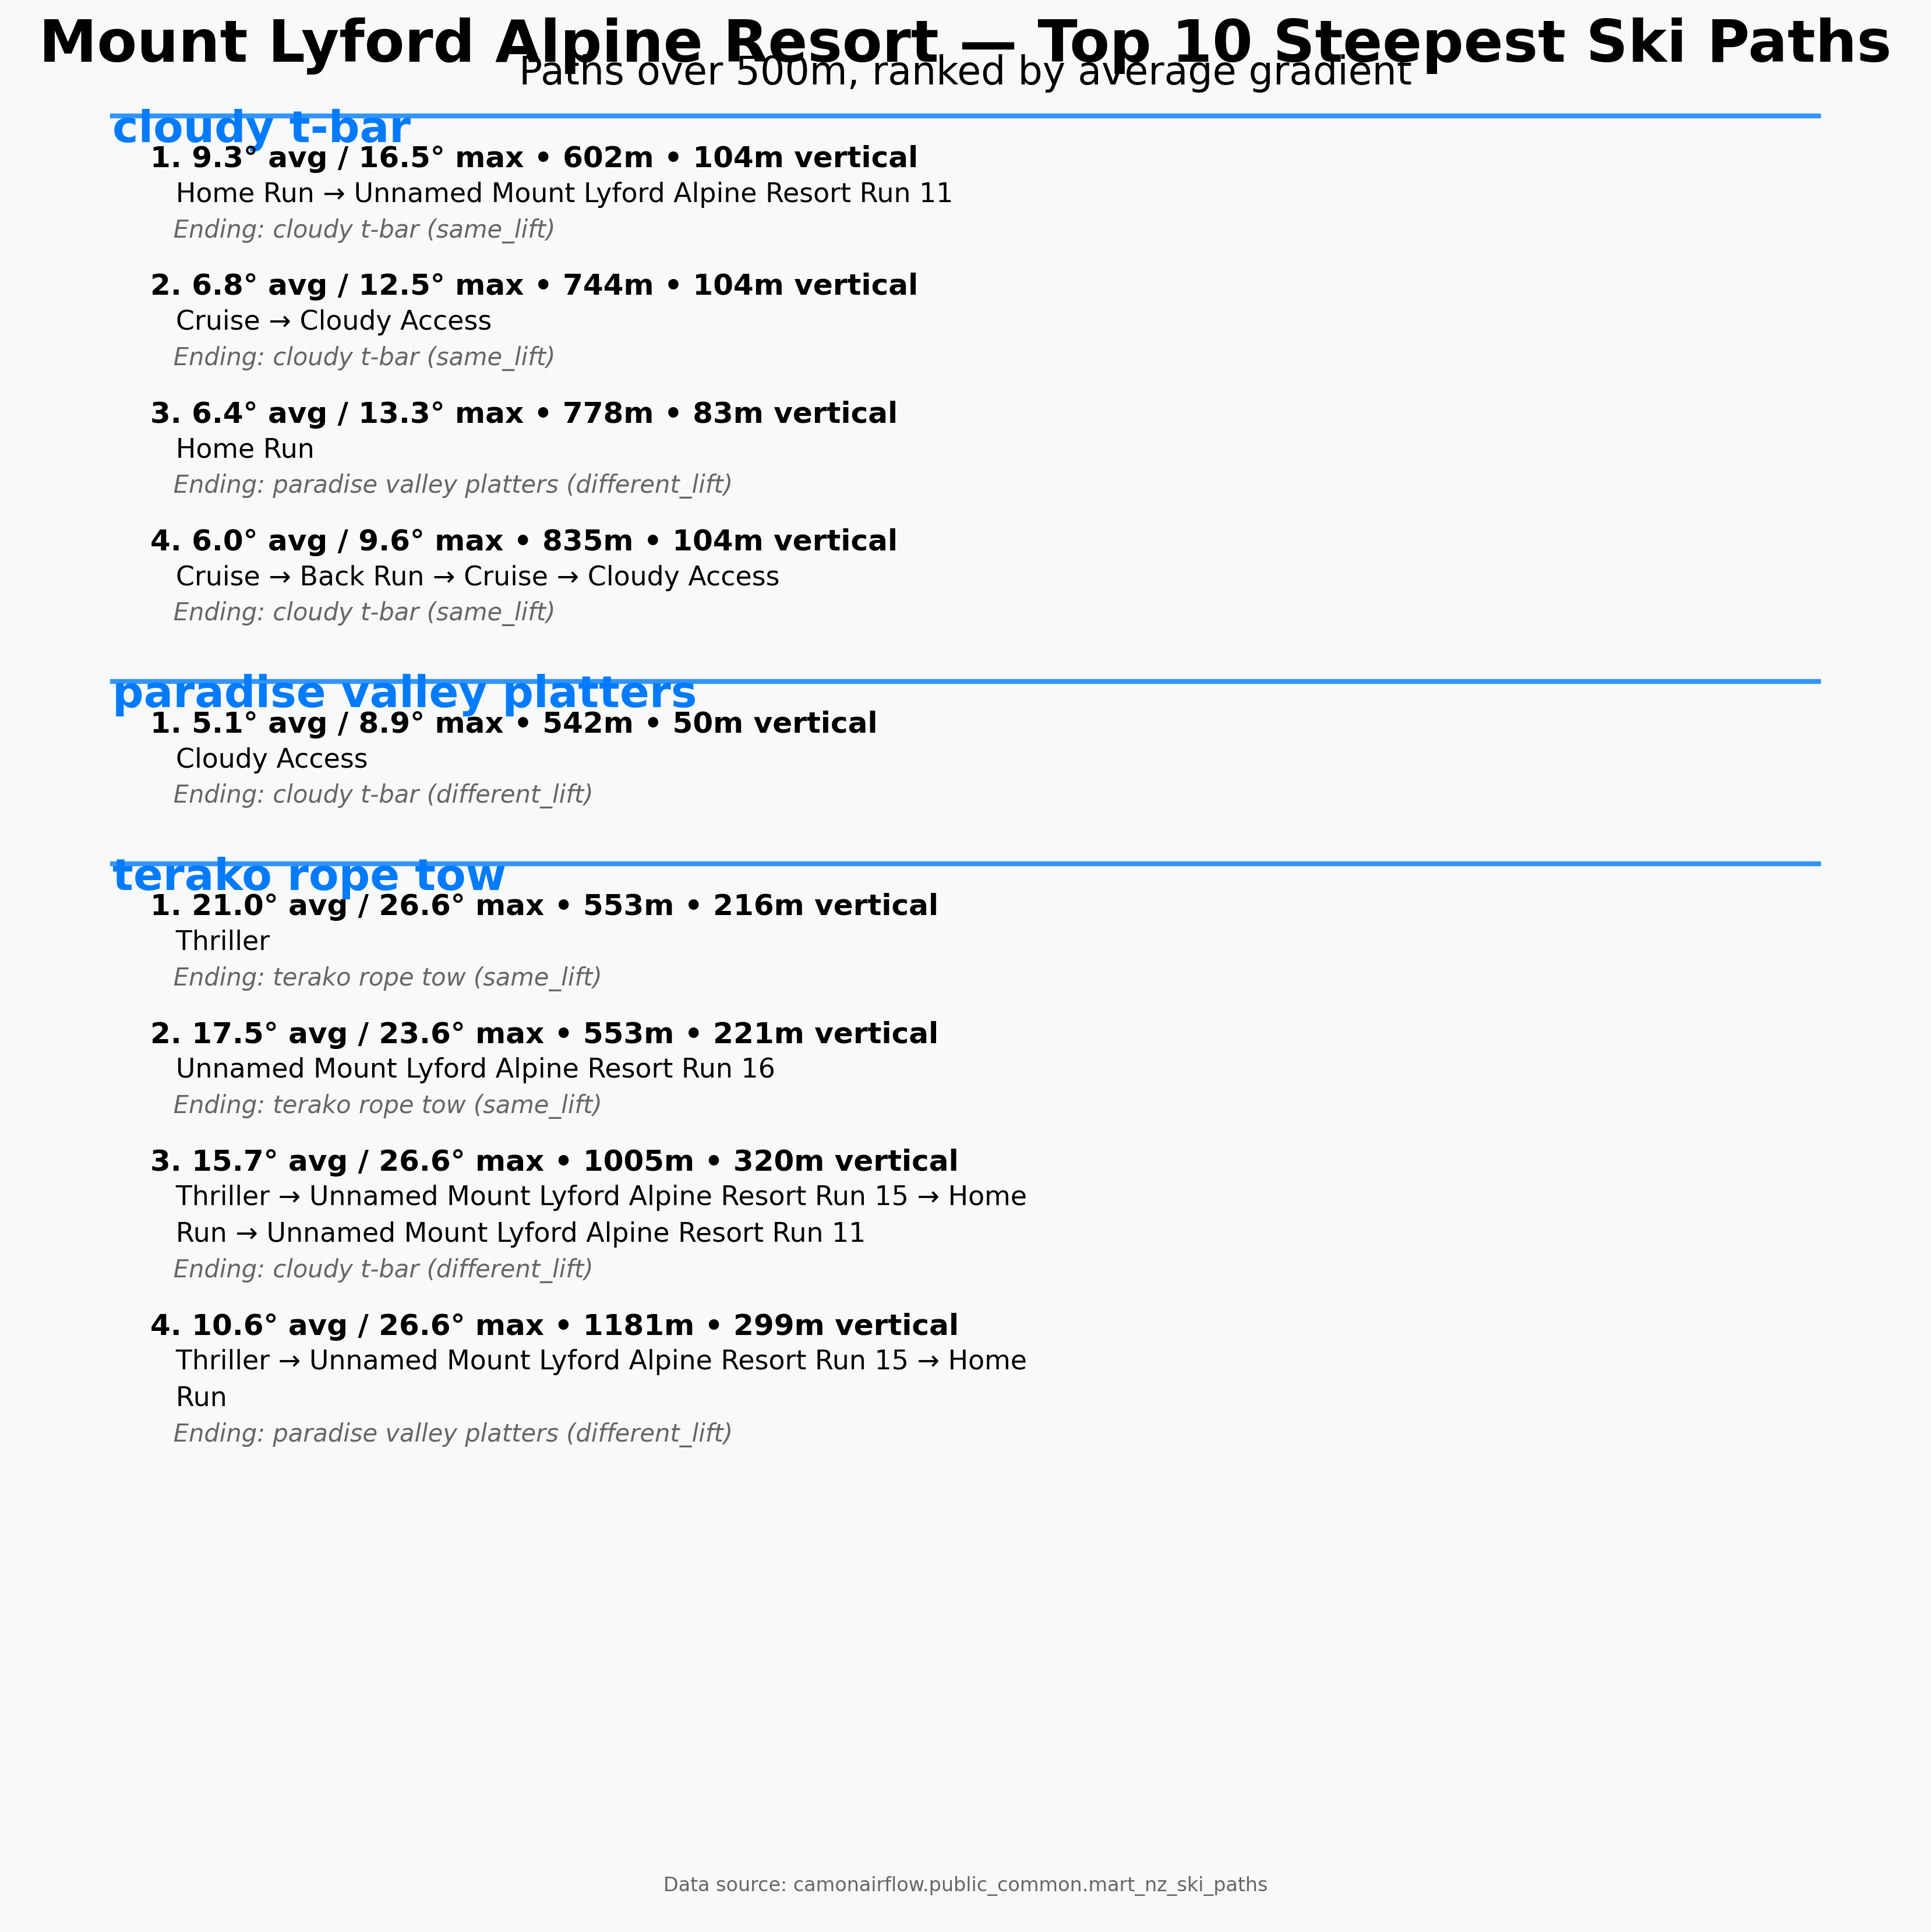 Mount Lyford Alpine Resort — Top 10 Steepest Ski Paths
Paths over 500m, ranked by average gradient
cloudy t-bar
1. 9.3° avg / 16.5° max • 602m • 104m vertical
Home Run → Unnamed Mount Lyford Alpine Resort Run 11
Ending: cloudy t-bar (same_lift)
2. 6.8° avg / 12.5° max • 744m • 104m vertical
Cruise → Cloudy Access
Ending: cloudy t-bar (same_lift)
3. 6.4° avg / 13.3° max • 778m • 83m vertical
Home Run
Ending: paradise valley platters (different_lift)
4. 6.0° avg / 9.6° max • 835m • 104m vertical
Cruise → Back Run → Cruise → Cloudy Access
Ending: cloudy t-bar (same_lift)
paradise valley platters
1. 5.1° avg / 8.9° max • 542m • 50m vertical
Cloudy Access
Ending: cloudy t-bar (different_lift)
terako rope tow
1. 21.0° avg / 26.6° max • 553m • 216m vertical
Thriller
Ending: terako rope tow (same_lift)
2. 17.5° avg / 23.6° max • 553m • 221m vertical
Unnamed Mount Lyford Alpine Resort Run 16
Ending: terako rope tow (same_lift)
3. 15.7° avg / 26.6° max • 1005m • 320m vertical
Thriller → Unnamed Mount Lyford Alpine Resort Run 15 → Home
Run → Unnamed Mount Lyford Alpine Resort Run 11
Ending: cloudy t-bar (different_lift)
4. 10.6° avg / 26.6° max • 1181m • 299m vertical
Thriller → Unnamed Mount Lyford Alpine Resort Run 15 → Home
Run
Ending: paradise valley platters (different_lift)
Data source: camonairflow.public_common.mart_nz_ski_paths